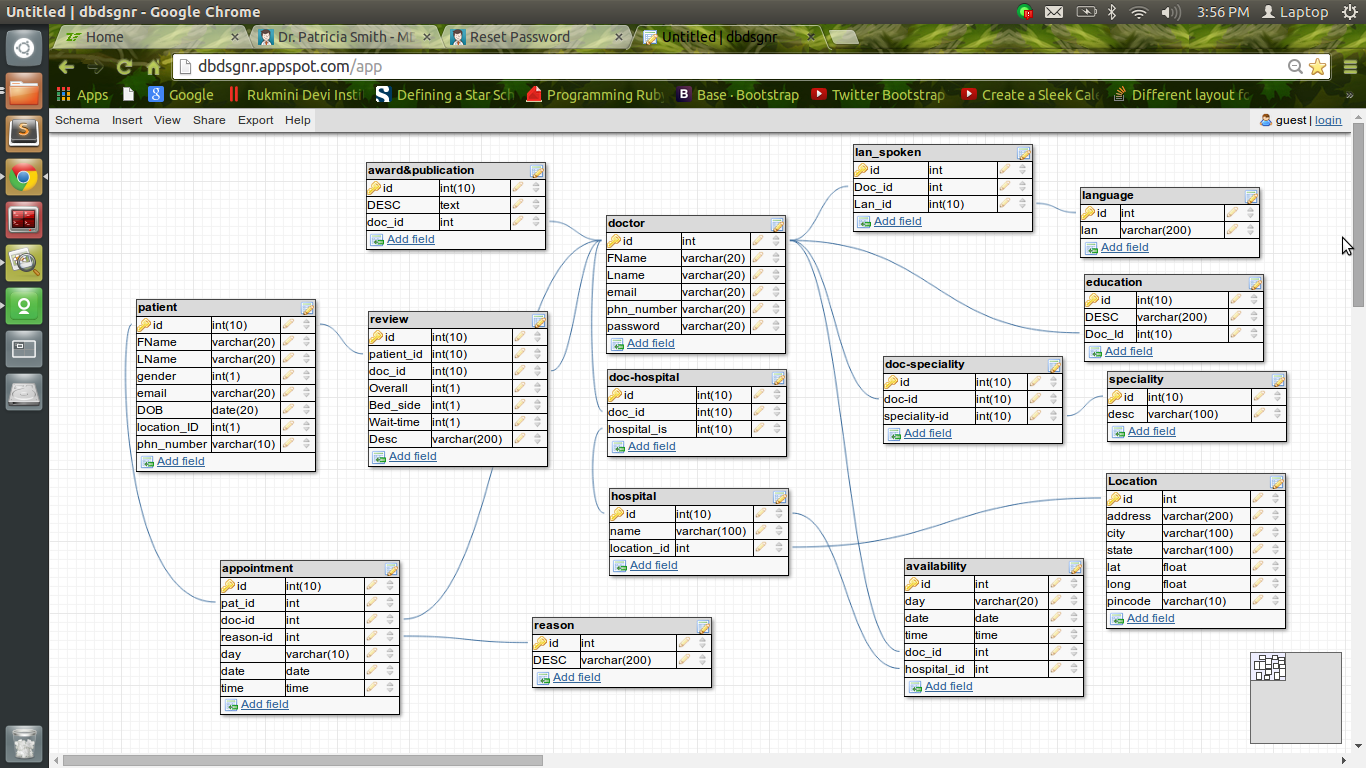 Untitled | dbdsgnr - Google Chrome
3:56 PM Laptop
Home
Dr. Patricia Smith - MD
Reset Password
Untitled | dbdsgnr
dbdsgnr.appspot.com/app
Apps Google Rukmini Devi Insti Defining a Star Sch Programming Ruby Base · Bootstrap Twitter Bootstrap Create a Sleek Cale Different layout fo »
Schema Insert View Share Export Help
guest | login
award&publication
id int(10)
DESC text
doc_id int
Add field
doctor
id int
FName varchar(20)
Lname varchar(20)
email varchar(20)
phn_number varchar(20)
password varchar(20)
Add field
lan_spoken
id int
Doc_id int
Lan_id int(10)
Add field
language
id int
lan varchar(200)
Add field
education
id int(10)
DESC varchar(200)
Doc_Id int(10)
Add field
patient
id int(10)
FName varchar(20)
LName varchar(20)
gender int(1)
email varchar(20)
DOB date(20)
location_ID int(1)
phn_number varchar(10)
Add field
review
id int(10)
patient_id int(10)
doc_id int(10)
Overall int(1)
Bed_side int(1)
Wait-time int(1)
Desc varchar(200)
Add field
doc-hospital
id int(10)
doc_id int(10)
hospital_is int(10)
Add field
doc-speciality
id int(10)
doc-id int(10)
speciality-id int(10)
Add field
speciality
id int(10)
desc varchar(100)
Add field
hospital
id int(10)
name varchar(100)
location_id int
Add field
Location
id int
address varchar(200)
city varchar(100)
state varchar(100)
lat float
long float
pincode varchar(10)
Add field
appointment
id int(10)
pat_id int
doc-id int
reason-id int
day varchar(10)
date date
time time
Add field
reason
id int
DESC varchar(200)
Add field
availability
id int
day varchar(20)
date date
time time
doc_id int
hospital_id int
Add field